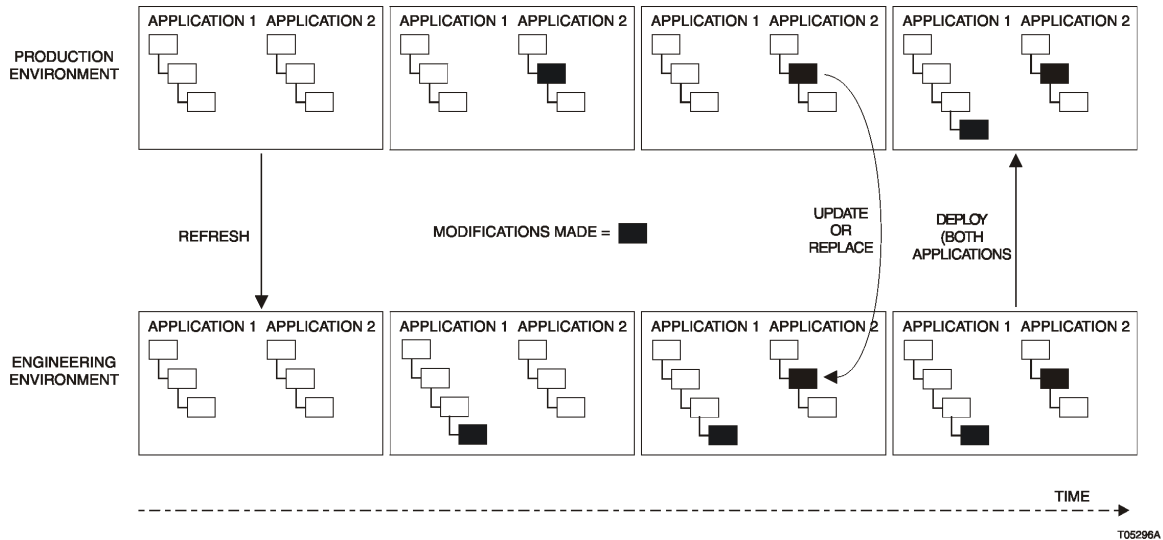 APPLICATION 1 APPLICATION 2 APPLICATION 1 APPLICATION 2 APPLICATION 1 APPLICATION 2 APPLICATION 1 APPLICATION 2
PRODUCTION
ENVIRONMENT
REFRESH
MODIFICATIONS MADE =
UPDATE
OR
REPLACE
DEPLOY
(BOTH
APPLICATIONS
APPLICATION 1 APPLICATION 2 APPLICATION 1 APPLICATION 2 APPLICATION 1 APPLICATION 2 APPLICATION 1 APPLICATION 2
ENGINEERING
ENVIRONMENT
TIME
T05296A